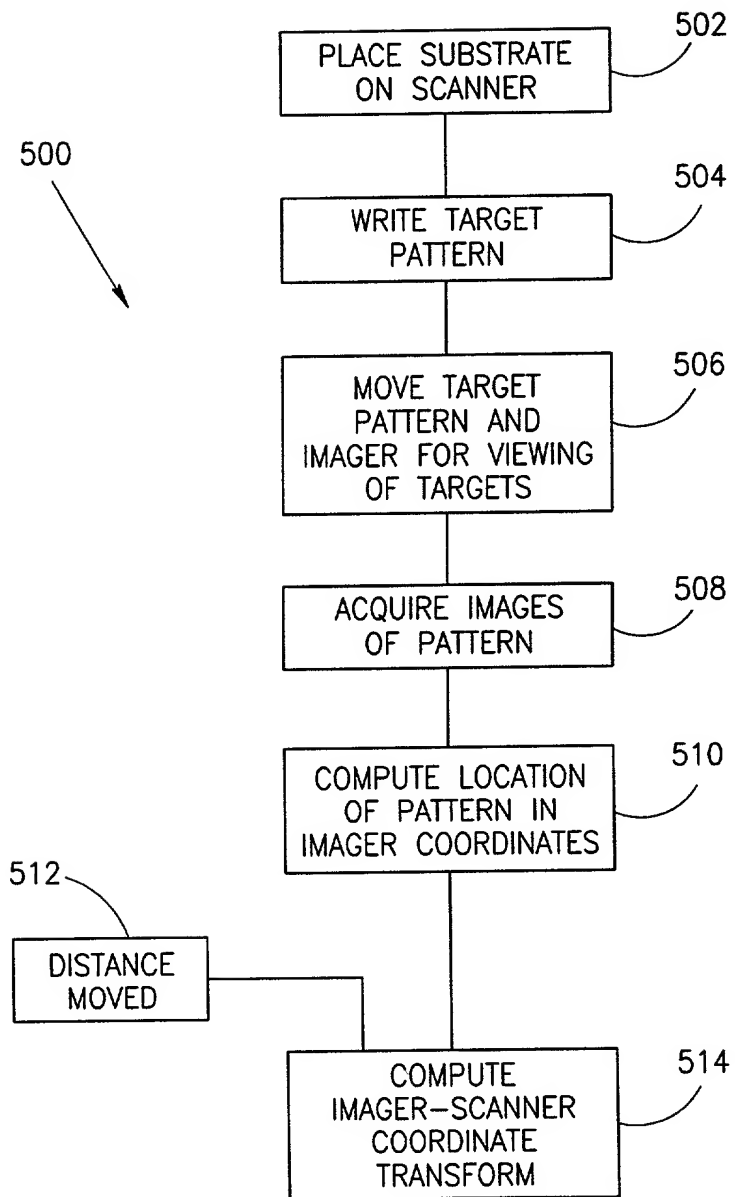 502
PLACE SUBSTRATE
ON SCANNER
500
504
WRITE TARGET
PATTERN
506
MOVE TARGET
PATTERN AND
IMAGER FOR VIEWING
OF TARGETS
508
ACQUIRE IMAGES
OF PATTERN
510
COMPUTE LOCATION
OF PATTERN IN
IMAGER COORDINATES
512
DISTANCE
MOVED
514
COMPUTE
IMAGER-SCANNER
COORDINATE
TRANSFORM